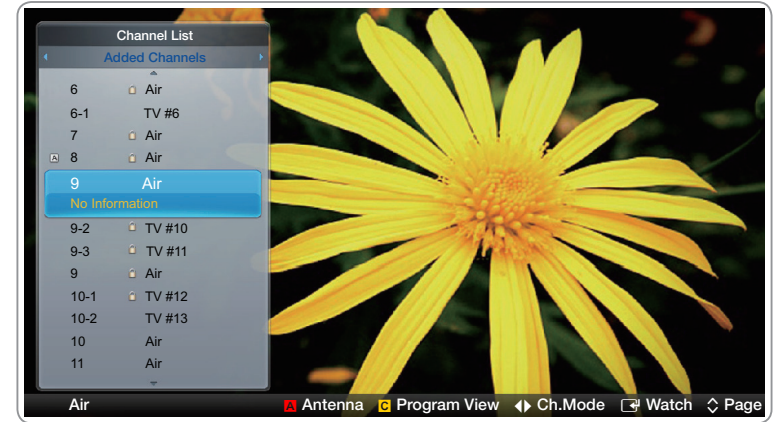 Channel List
Added Channels
6 Air
6-1 TV #6
7 Air
A 8 Air
9 Air
No Information
9-2 TV #10
9-3 TV #11
9 Air
10-1 TV #12
10-2 TV #13
10 Air
11 Air
Air A Antenna C Program View Ch.Mode Watch Page